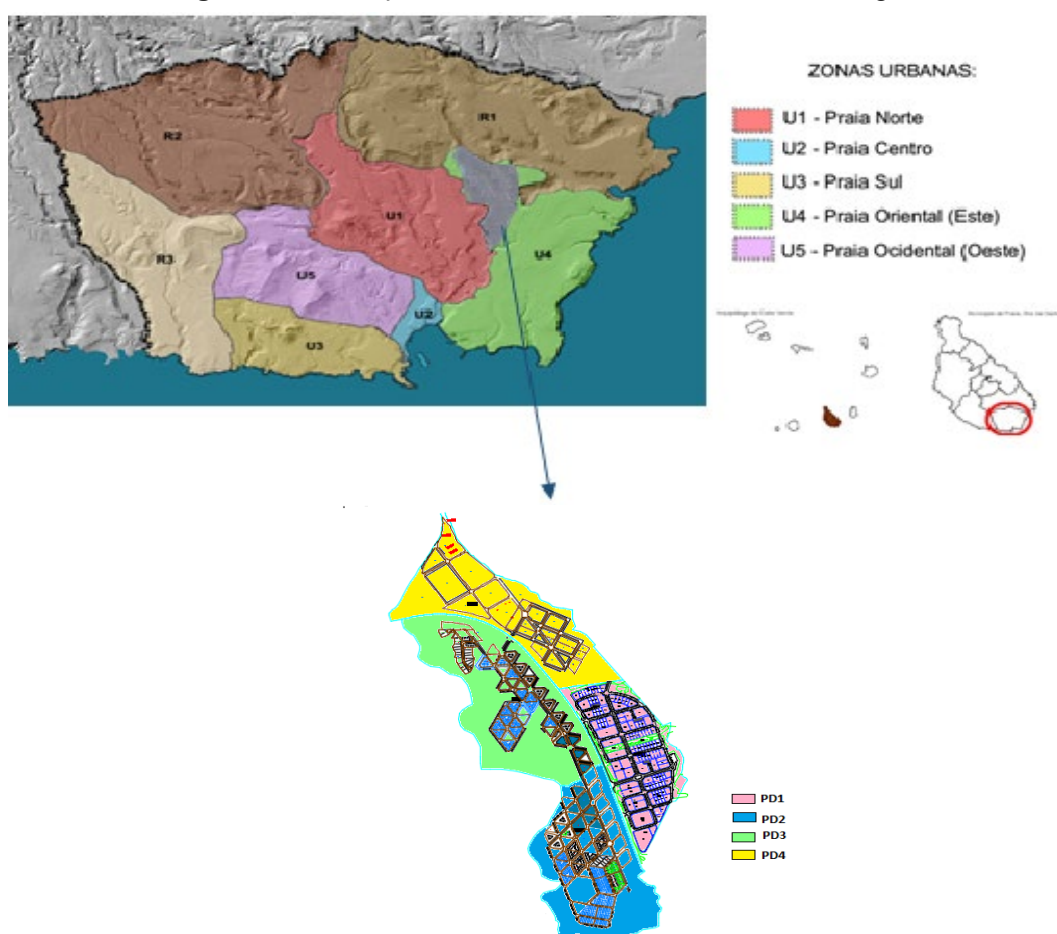 R2
R1
U1
R3
U5
U4
U2
U3
ZONAS URBANAS:
U1 - Praia Norte
U2 - Praia Centro
U3 - Praia Sul
U4 - Praia Oriental (Este)
U5 - Praia Ocidental (Oeste)
PD1
PD2
PD3
PD4